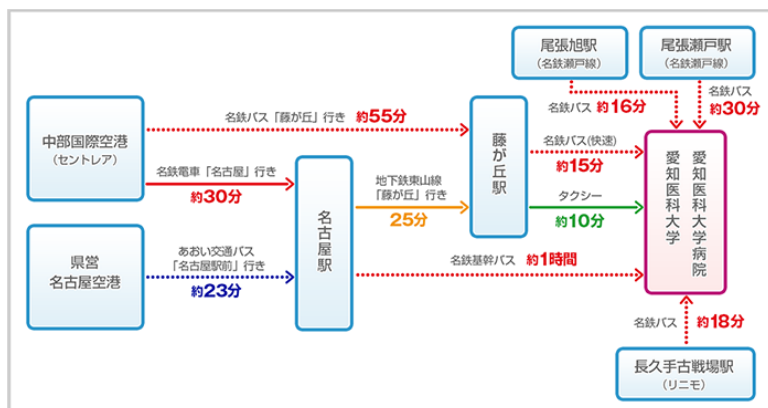 尾張旭駅
（名鉄瀬戸線）
尾張瀬戸駅
（名鉄瀬戸線）
名鉄バス 約16分
名鉄バス
約30分
中部国際空港
（セントレア）
名鉄バス「藤が丘」行き 約55分
名鉄電車「名古屋」行き
約30分
藤が丘駅
名鉄バス（快速）
約15分
タクシー
約10分
愛知医科大学病院
愛知医科大学
地下鉄東山線
「藤が丘」行き
25分
名古屋駅
県営
名古屋空港
あおい交通バス
「名古屋駅前」行き
約23分
名鉄基幹バス 約1時間
名鉄バス 約18分
長久手古戦場駅
（リニモ）